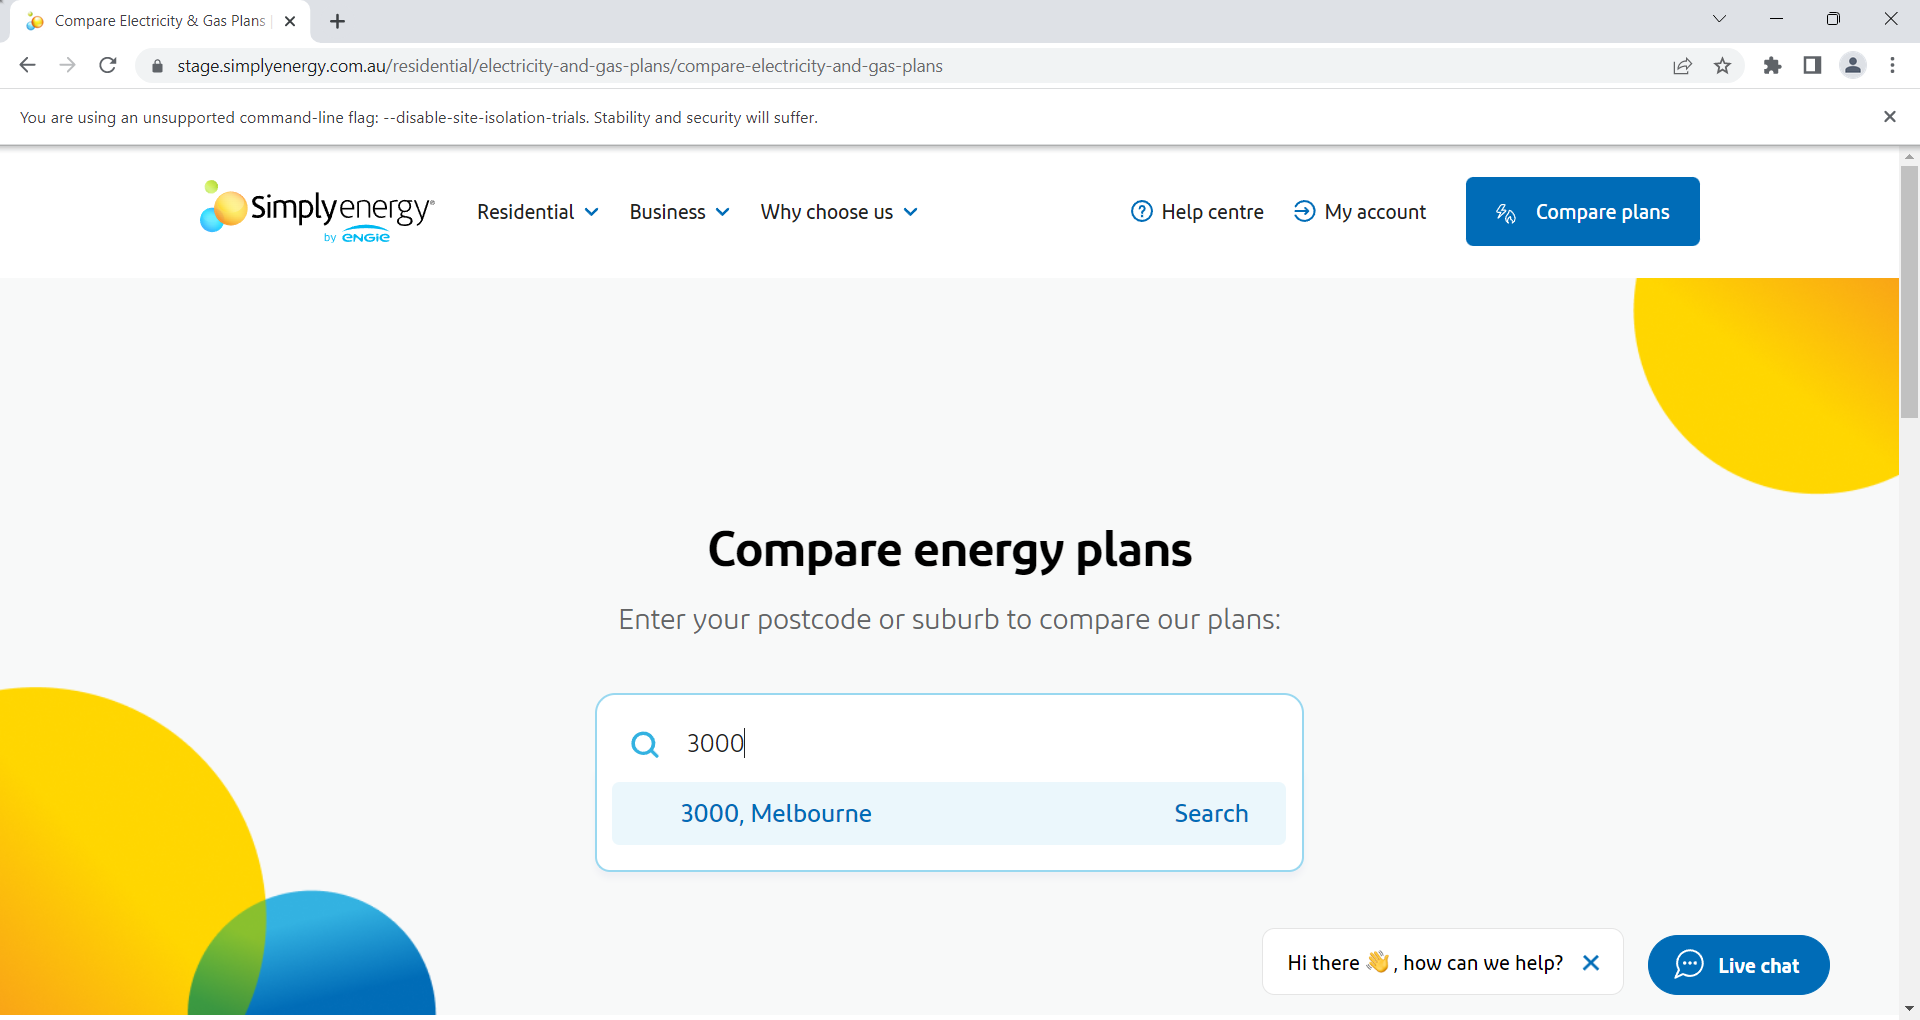 Compare Electricity & Gas Plans |
stage.simplyenergy.com.au/residential/electricity-and-gas-plans/compare-electricity-and-gas-plans
You are using an unsupported command-line flag: --disable-site-isolation-trials. Stability and security will suffer.
Simplyenergy
by ENGIE
Residential Business Why choose us Help centre My account Compare plans
Compare energy plans
Enter your postcode or suburb to compare our plans:
3000
3000, Melbourne Search
Hi there 👋, how can we help?
Live chat